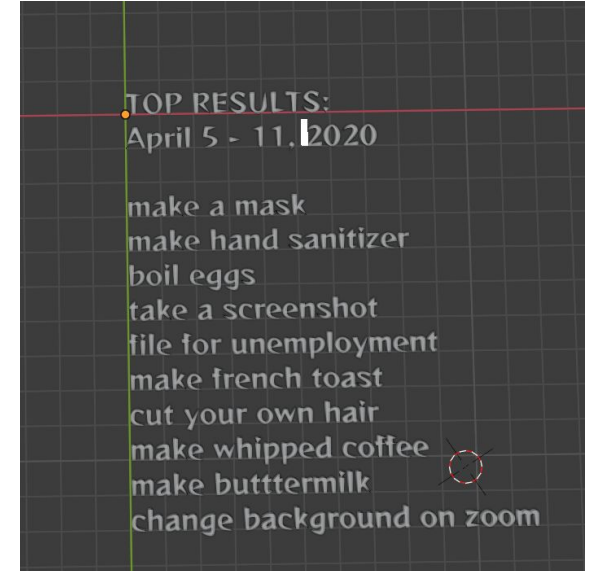 TOP RESULTS:
April 5 - 11, 2020
make a mask
make hand sanitizer
boil eggs
take a screenshot
file for unemployment
make french toast
cut your own hair
make whipped coffee
make butttermilk
change background on zoom